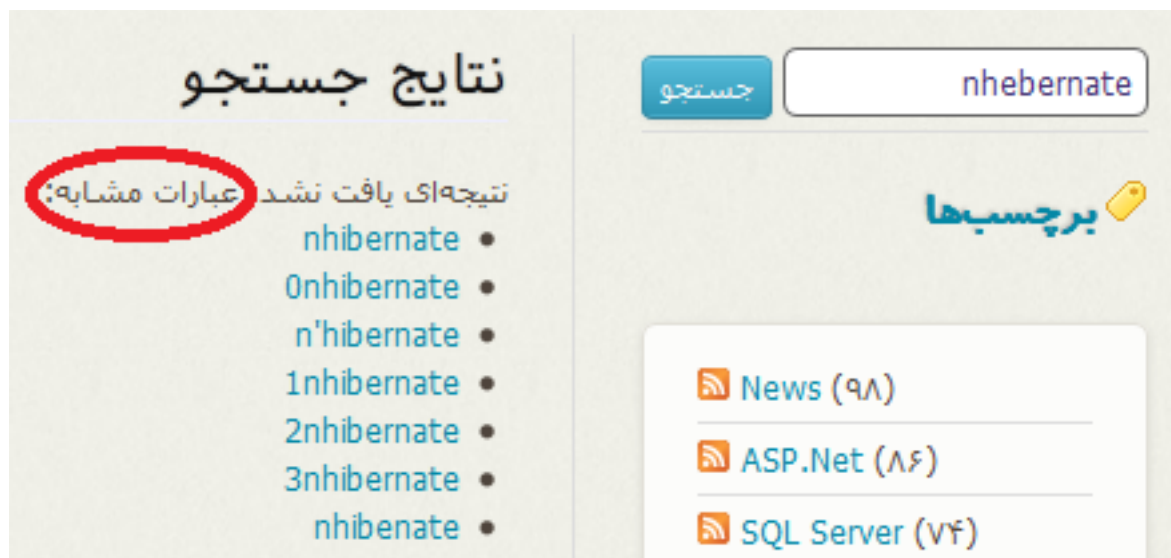 nhebernate
جستجو
برچسب‌ها
News (۹۸)
ASP.Net (۸۶)
SQL Server (۷۴)
نتایج جستجو
نتیجه‌ای یافت نشد عبارات مشابه:
nhibernate
0nhibernate
n'hibernate
1nhibernate
2nhibernate
3nhibernate
nhibenate